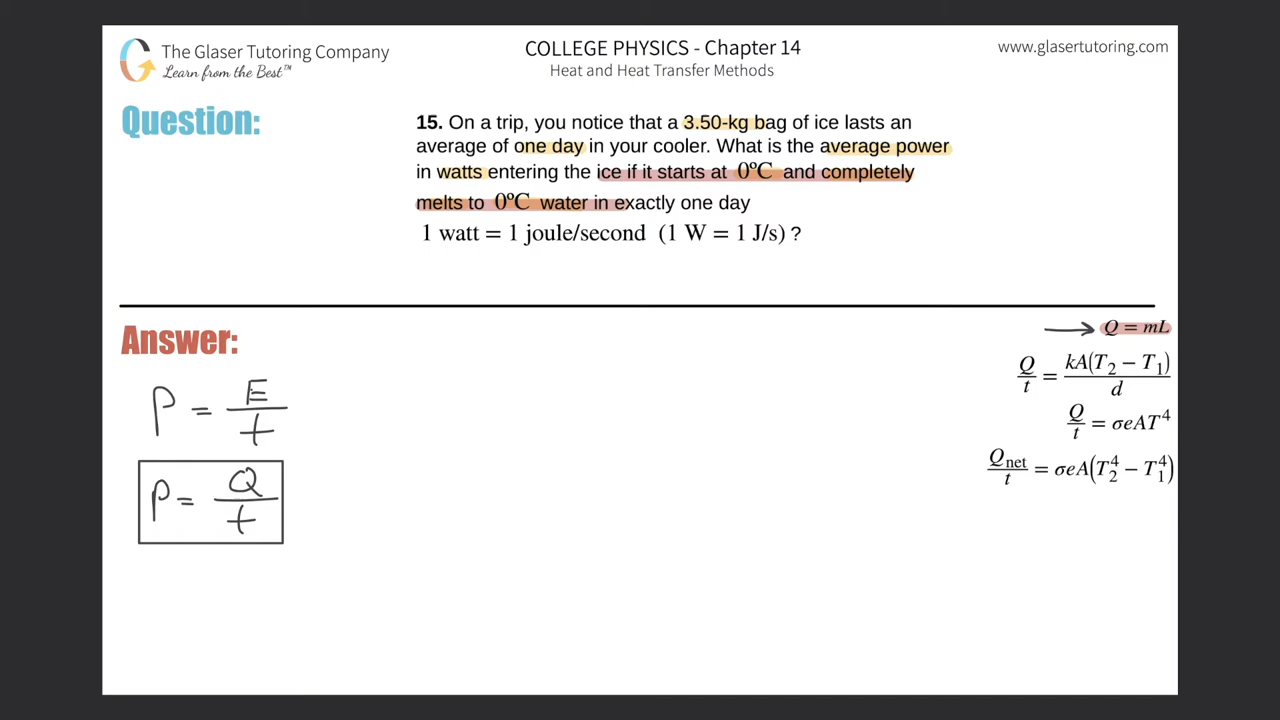 The Glaser Tutoring Company
Learn from the Best™
COLLEGE PHYSICS - Chapter 14
Heat and Heat Transfer Methods
www.glasertutoring.com
Question:
15. On a trip, you notice that a 3.50-kg bag of ice lasts an
average of one day in your cooler. What is the average power
in watts entering the ice if it starts at 0ºC and completely
melts to 0ºC water in exactly one day
1 watt = 1 joule/second (1 W = 1 J/s) ?
Answer:
P = E/t
P = Q/t
Q = mL
Q/t = kA(T₂ − T₁)/d
Q/t = σeAT⁴
Q_net/t = σeA(T₂⁴ − T₁⁴)